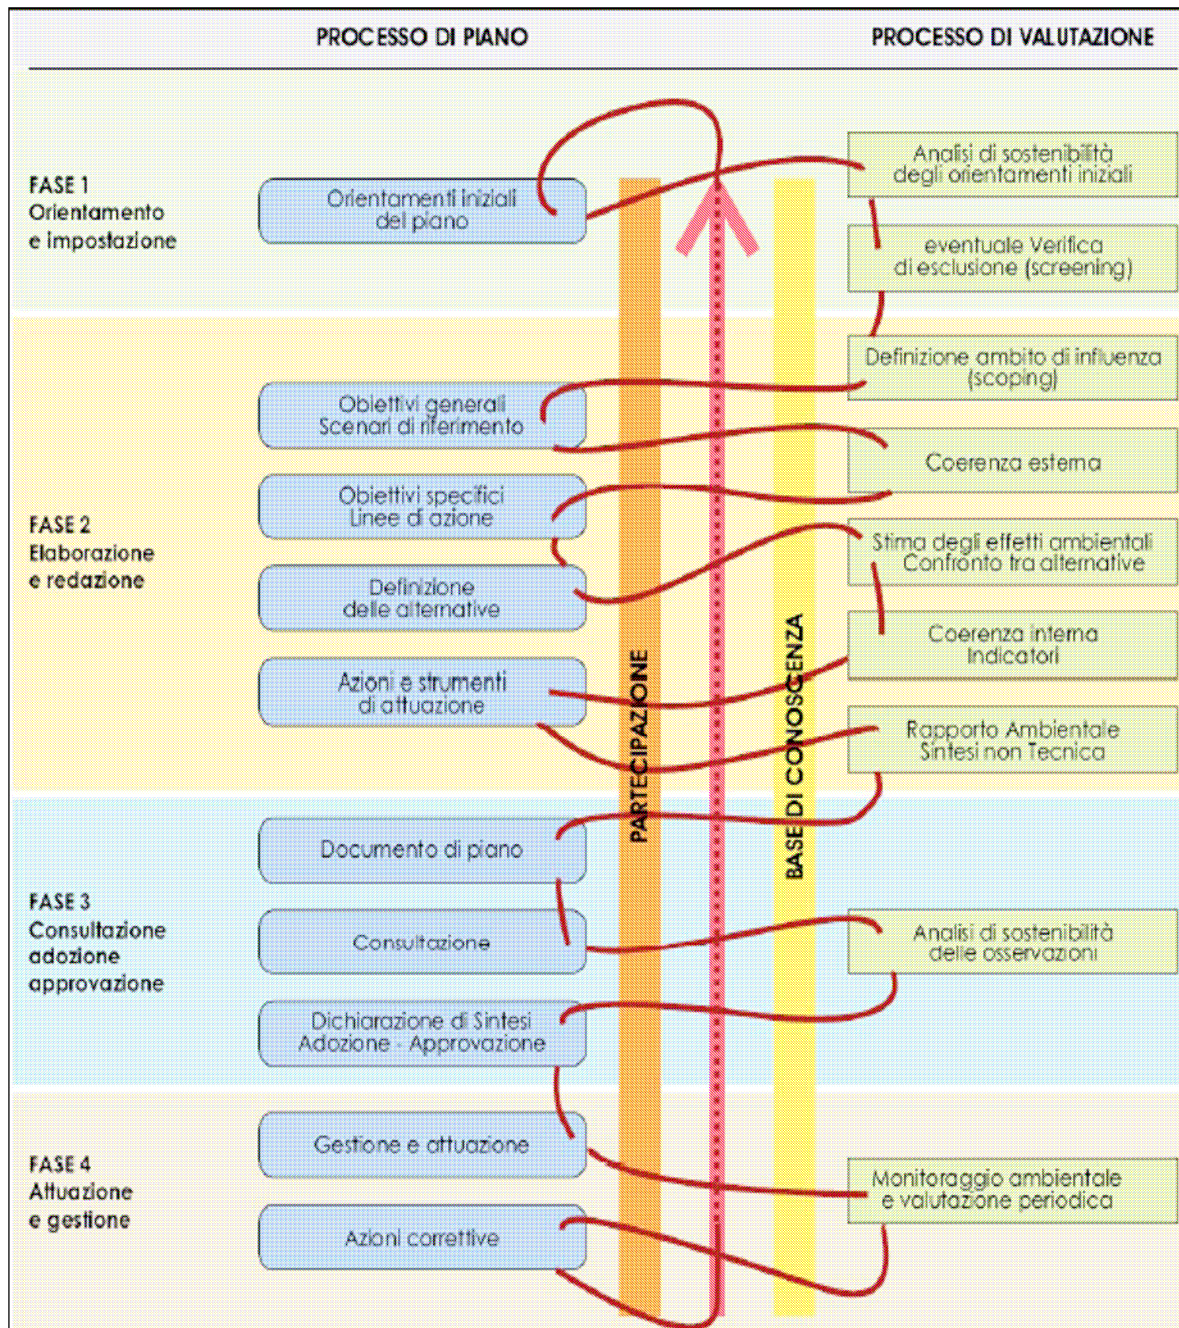 PROCESSO DI PIANO
PROCESSO DI VALUTAZIONE
FASE 1
Orientamento
e impostazione
Orientamenti iniziali
del piano
Analisi di sostenibilità
degli orientamenti iniziali
eventuale Verifica
di esclusione (screening)
FASE 2
Elaborazione
e redazione
Definizione ambito di influenza
(scoping)
Obiettivi generali
Scenari di riferimento
Coerenza esterna
Obiettivi specifici
Linee di azione
Stima degli effetti ambientali
Confronto tra alternative
Definizione
delle alternative
Coerenza interna
Indicatori
Azioni e strumenti
di attuazione
Rapporto Ambientale
Sintesi non Tecnica
PARTECIPAZIONE
BASE DI CONOSCENZA
FASE 3
Consultazione
adozione
approvazione
Documento di piano
Consultazione
Analisi di sostenibilità
delle osservazioni
Dichiarazione di Sintesi
Adozione - Approvazione
FASE 4
Attuazione
e gestione
Gestione e attuazione
Monitoraggio ambientale
e valutazione periodica
Azioni correttive